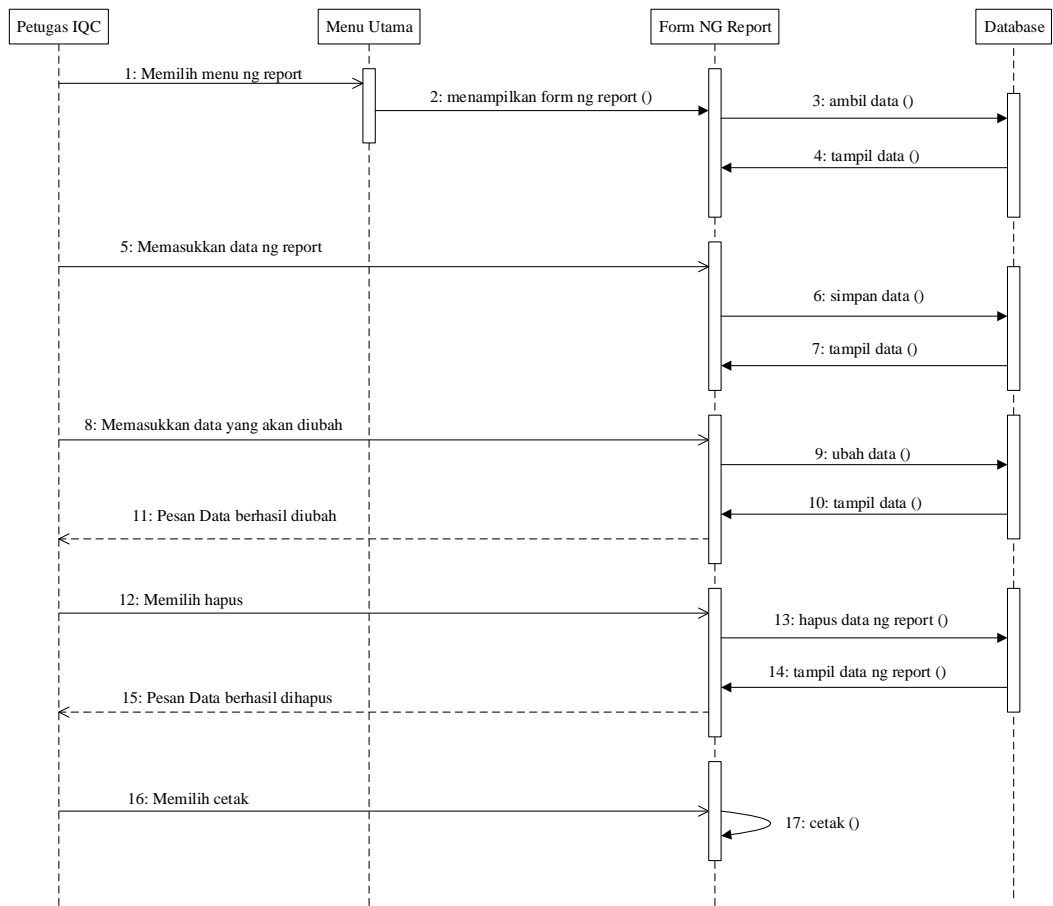 Petugas IQC
Menu Utama
Form NG Report
Database
1: Memilih menu ng report
2: menampilkan form ng report ()
3: ambil data ()
4: tampil data ()
5: Memasukkan data ng report
6: simpan data ()
7: tampil data ()
8: Memasukkan data yang akan diubah
9: ubah data ()
10: tampil data ()
11: Pesan Data berhasil diubah
12: Memilih hapus
13: hapus data ng report ()
14: tampil data ng report ()
15: Pesan Data berhasil dihapus
16: Memilih cetak
17: cetak ()